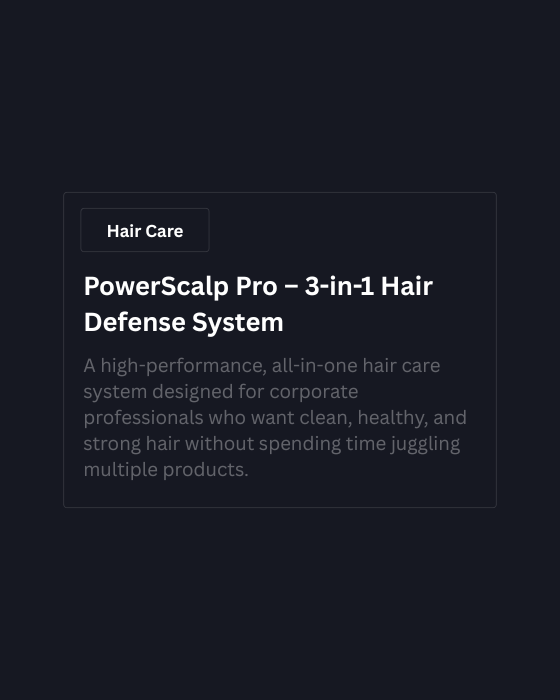 Hair Care
PowerScalp Pro – 3-in-1 Hair
Defense System
A high-performance, all-in-one hair care
system designed for corporate
professionals who want clean, healthy, and
strong hair without spending time juggling
multiple products.